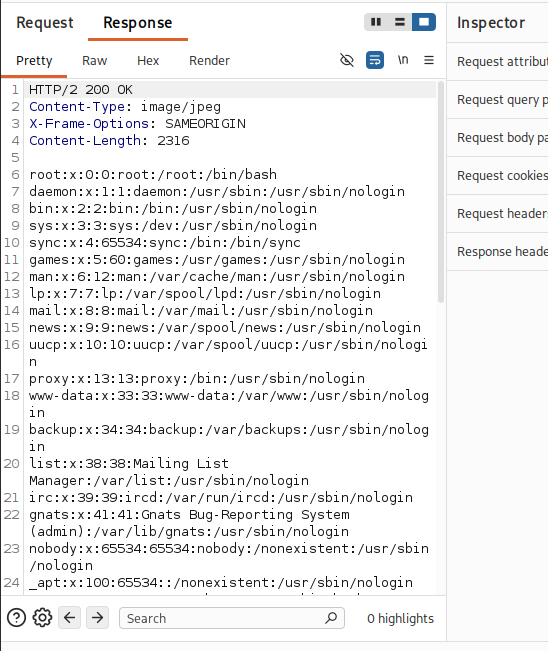 Request Response Inspector
Pretty Raw Hex Render \n
Request attribut
Request query p
Request body pa
Request cookies
Request header
Response heade
1 HTTP/2 200 OK
2 Content-Type: image/jpeg
3 X-Frame-Options: SAMEORIGIN
4 Content-Length: 2316
5
6 root:x:0:0:root:/root:/bin/bash
7 daemon:x:1:1:daemon:/usr/sbin:/usr/sbin/nologin
8 bin:x:2:2:bin:/bin:/usr/sbin/nologin
9 sys:x:3:3:sys:/dev:/usr/sbin/nologin
10 sync:x:4:65534:sync:/bin:/bin/sync
11 games:x:5:60:games:/usr/games:/usr/sbin/nologin
12 man:x:6:12:man:/var/cache/man:/usr/sbin/nologin
13 lp:x:7:7:lp:/var/spool/lpd:/usr/sbin/nologin
14 mail:x:8:8:mail:/var/mail:/usr/sbin/nologin
15 news:x:9:9:news:/var/spool/news:/usr/sbin/nologin
16 uucp:x:10:10:uucp:/var/spool/uucp:/usr/sbin/nologi
n
17 proxy:x:13:13:proxy:/bin:/usr/sbin/nologin
18 www-data:x:33:33:www-data:/var/www:/usr/sbin/nolog
in
19 backup:x:34:34:backup:/var/backups:/usr/sbin/nolog
in
20 list:x:38:38:Mailing List
Manager:/var/list:/usr/sbin/nologin
21 irc:x:39:39:ircd:/var/run/ircd:/usr/sbin/nologin
22 gnats:x:41:41:Gnats Bug-Reporting System
(admin):/var/lib/gnats:/usr/sbin/nologin
23 nobody:x:65534:65534:nobody:/nonexistent:/usr/sbin
/nologin
24 _apt:x:100:65534::/nonexistent:/usr/sbin/nologin
Search 0 highlights